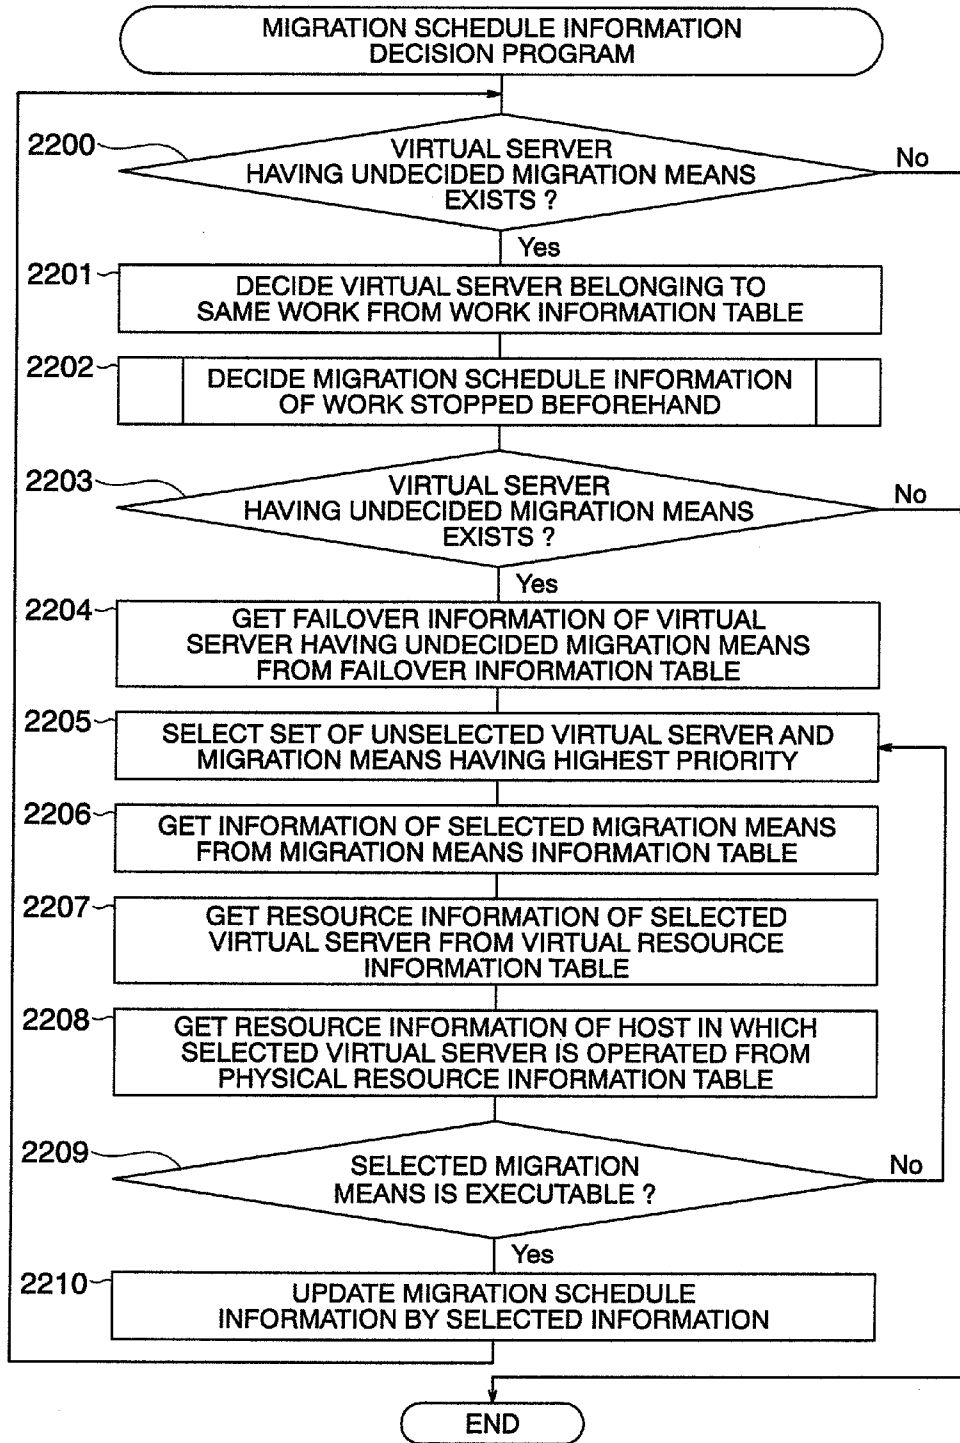 MIGRATION SCHEDULE INFORMATION
DECISION PROGRAM
2200
VIRTUAL SERVER
HAVING UNDECIDED MIGRATION MEANS
EXISTS ?
No
Yes
2201
DECIDE VIRTUAL SERVER BELONGING TO
SAME WORK FROM WORK INFORMATION TABLE
2202
DECIDE MIGRATION SCHEDULE INFORMATION
OF WORK STOPPED BEFOREHAND
2203
VIRTUAL SERVER
HAVING UNDECIDED MIGRATION MEANS
EXISTS ?
No
Yes
2204
GET FAILOVER INFORMATION OF VIRTUAL
SERVER HAVING UNDECIDED MIGRATION MEANS
FROM FAILOVER INFORMATION TABLE
2205
SELECT SET OF UNSELECTED VIRTUAL SERVER AND
MIGRATION MEANS HAVING HIGHEST PRIORITY
2206
GET INFORMATION OF SELECTED MIGRATION MEANS
FROM MIGRATION MEANS INFORMATION TABLE
2207
GET RESOURCE INFORMATION OF SELECTED
VIRTUAL SERVER FROM VIRTUAL RESOURCE
INFORMATION TABLE
2208
GET RESOURCE INFORMATION OF HOST IN WHICH
SELECTED VIRTUAL SERVER IS OPERATED FROM
PHYSICAL RESOURCE INFORMATION TABLE
2209
SELECTED MIGRATION
MEANS IS EXECUTABLE ?
No
Yes
2210
UPDATE MIGRATION SCHEDULE
INFORMATION BY SELECTED INFORMATION
END